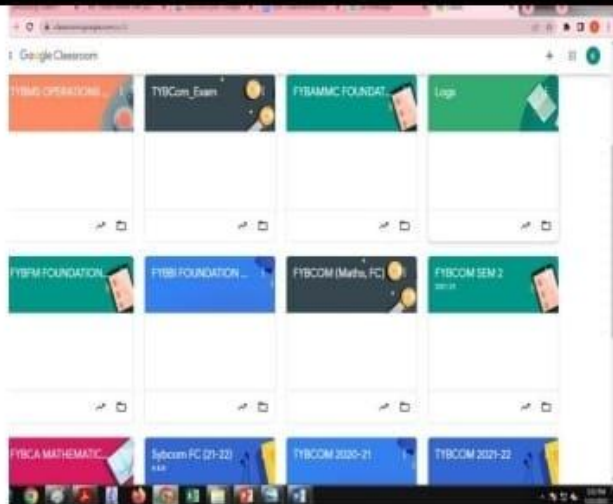 Google Classroom
TYBMS OPERATIONS ...
TYBCom_Exam
FYBAMMC FOUNDAT...
Logs
FYBFM FOUNDATION...
FYBBI FOUNDATION ...
FYBCOM (Maths, FC)
FYBCOM SEM 2
FYBCA MATHEMATIC...
Sybcom FC (21-22)
TYBCOM 2020-21
TYBCOM 2021-22